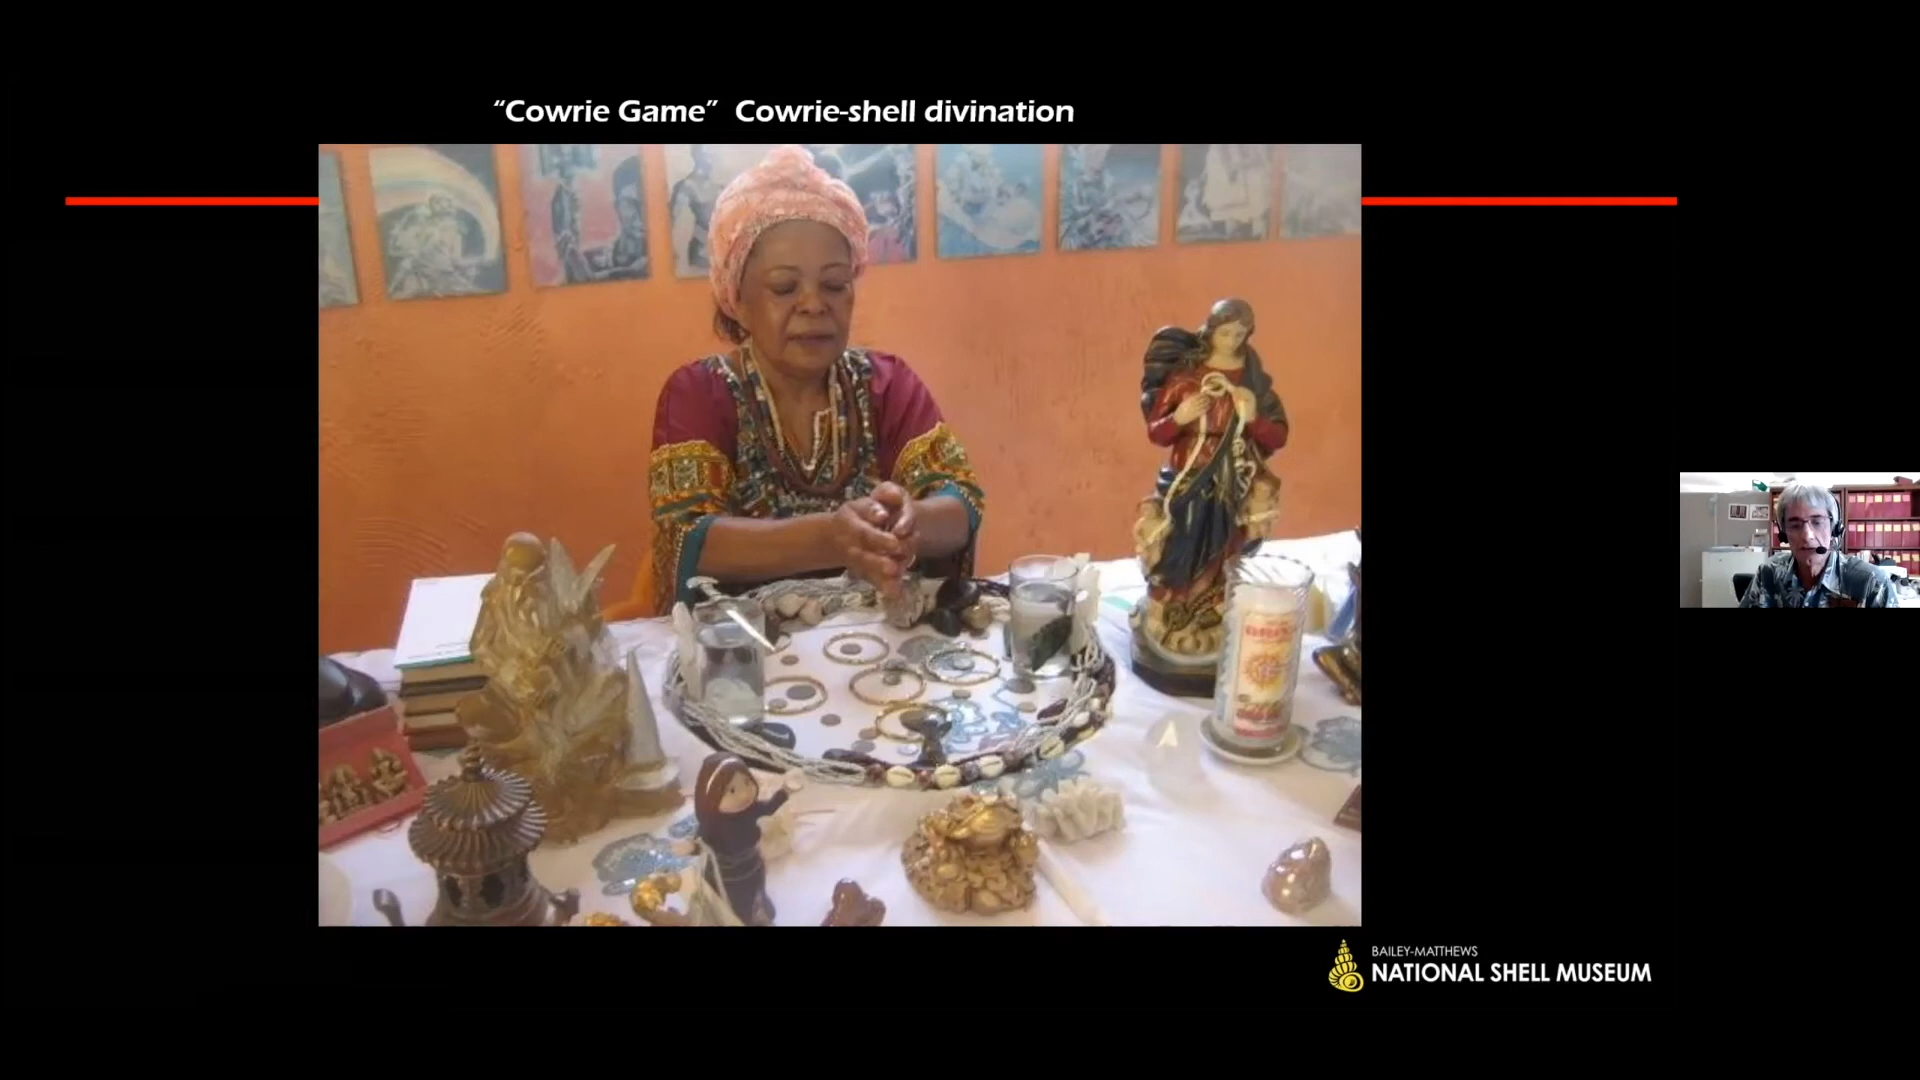 “Cowrie Game” Cowrie-shell divination
BAILEY-MATTHEWS
NATIONAL SHELL MUSEUM